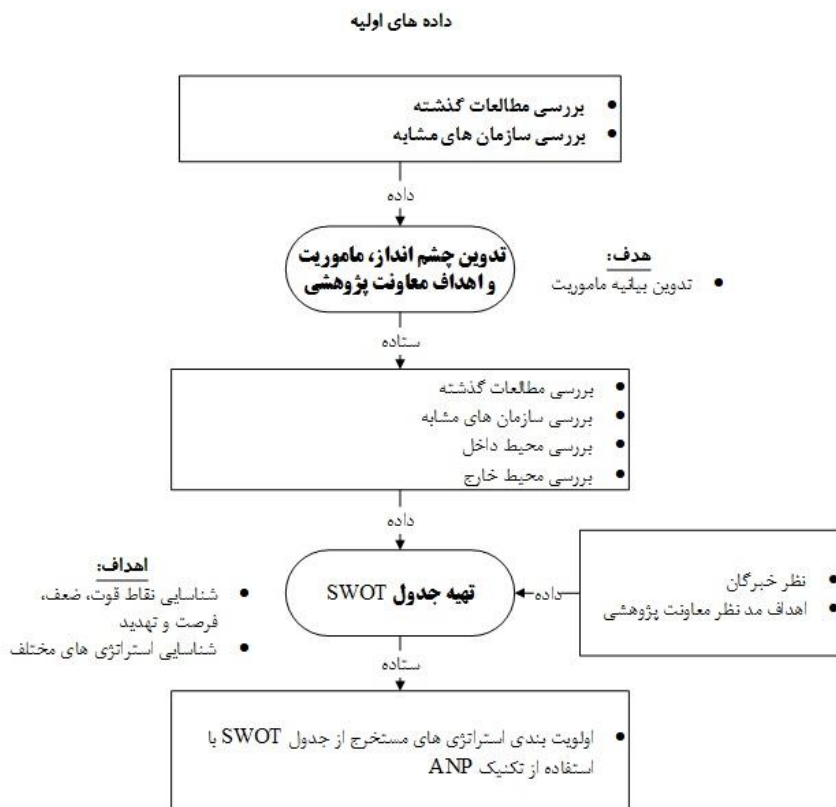 داده های اولیه
• بررسی مطالعات گذشته
• بررسی سازمان های مشابه
داده
تدوین چشم انداز، ماموریت
و اهداف معاونت پژوهشی
هدف:
• تدوین بیانیه ماموریت
ستاده
• بررسی مطالعات گذشته
• بررسی سازمان های مشابه
• بررسی محیط داخل
• بررسی محیط خارج
داده
• نظر خبرگان
• اهداف مد نظر معاونت پژوهشی
داده
تهیه جدول SWOT
اهداف:
• شناسایی نقاط قوت، ضعف،
فرصت و تهدید
• شناسایی استراتژی های مختلف
ستاده
• اولویت بندی استراتژی های مستخرج از جدول SWOT با
استفاده از تکنیک ANP